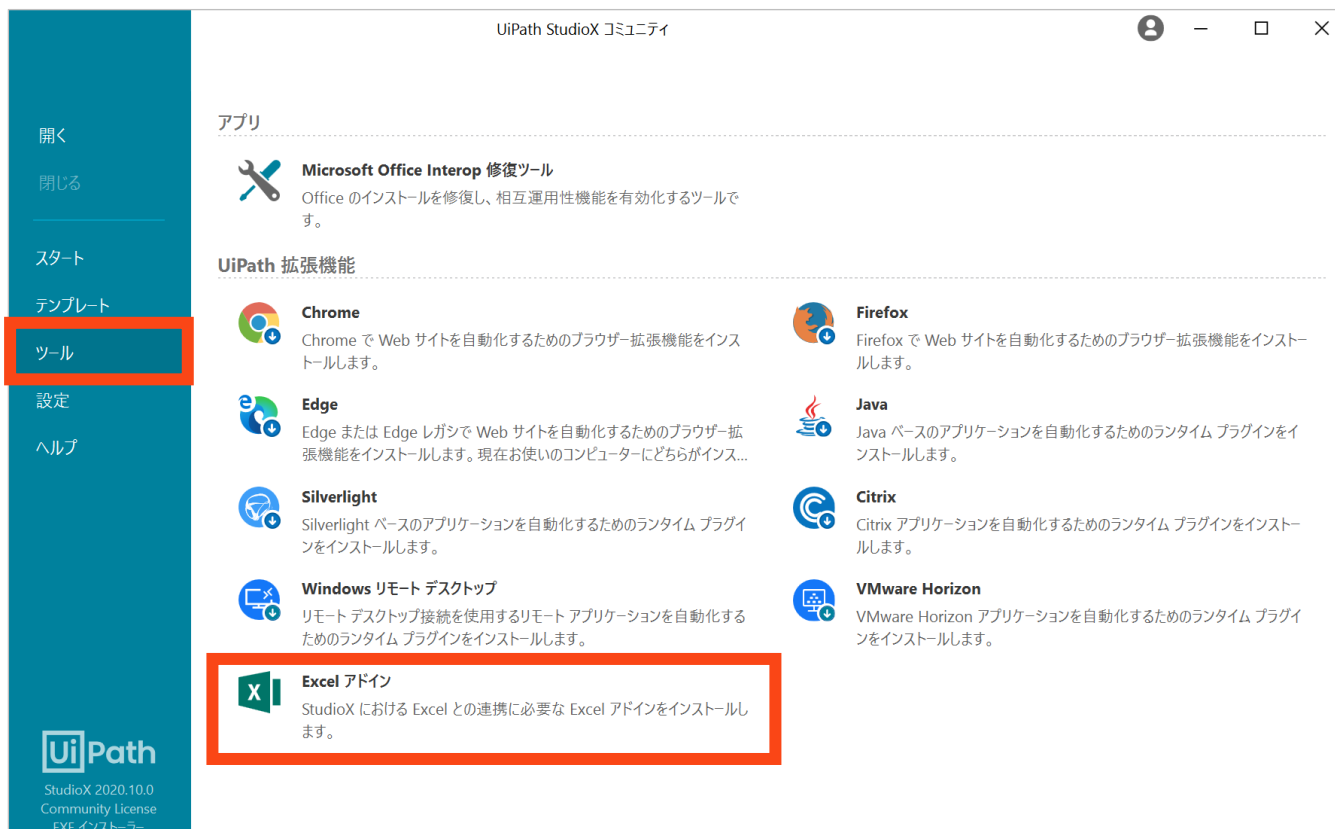 UiPath StudioX コミュニティ
開く
閉じる
スタート
テンプレート
ツール
設定
ヘルプ
アプリ
Microsoft Office Interop 修復ツール
Office のインストールを修復し、相互運用性機能を有効化するツールで
す。
UiPath 拡張機能
Chrome
Chrome で Web サイトを自動化するためのブラウザー拡張機能をインス
トールします。
Firefox
Firefox で Web サイトを自動化するためのブラウザー拡張機能をインストー
ルします。
Edge
Edge または Edge レガシで Web サイトを自動化するためのブラウザー拡
張機能をインストールします。現在お使いのコンピューターにどちらがインス...
Java
Java ベースのアプリケーションを自動化するためのランタイム プラグインをイ
ンストールします。
Silverlight
Silverlight ベースのアプリケーションを自動化するためのランタイム プラグイ
ンをインストールします。
Citrix
Citrix アプリケーションを自動化するためのランタイム プラグインをインストー
ルします。
Windows リモート デスクトップ
リモート デスクトップ接続を使用するリモート アプリケーションを自動化する
ためのランタイム プラグインをインストールします。
VMware Horizon
VMware Horizon アプリケーションを自動化するためのランタイム プラグイ
ンをインストールします。
Excel アドイン
StudioX における Excel との連携に必要な Excel アドインをインストールし
ます。
UiPath
StudioX 2020.10.0
Community License
EXE インストーラー